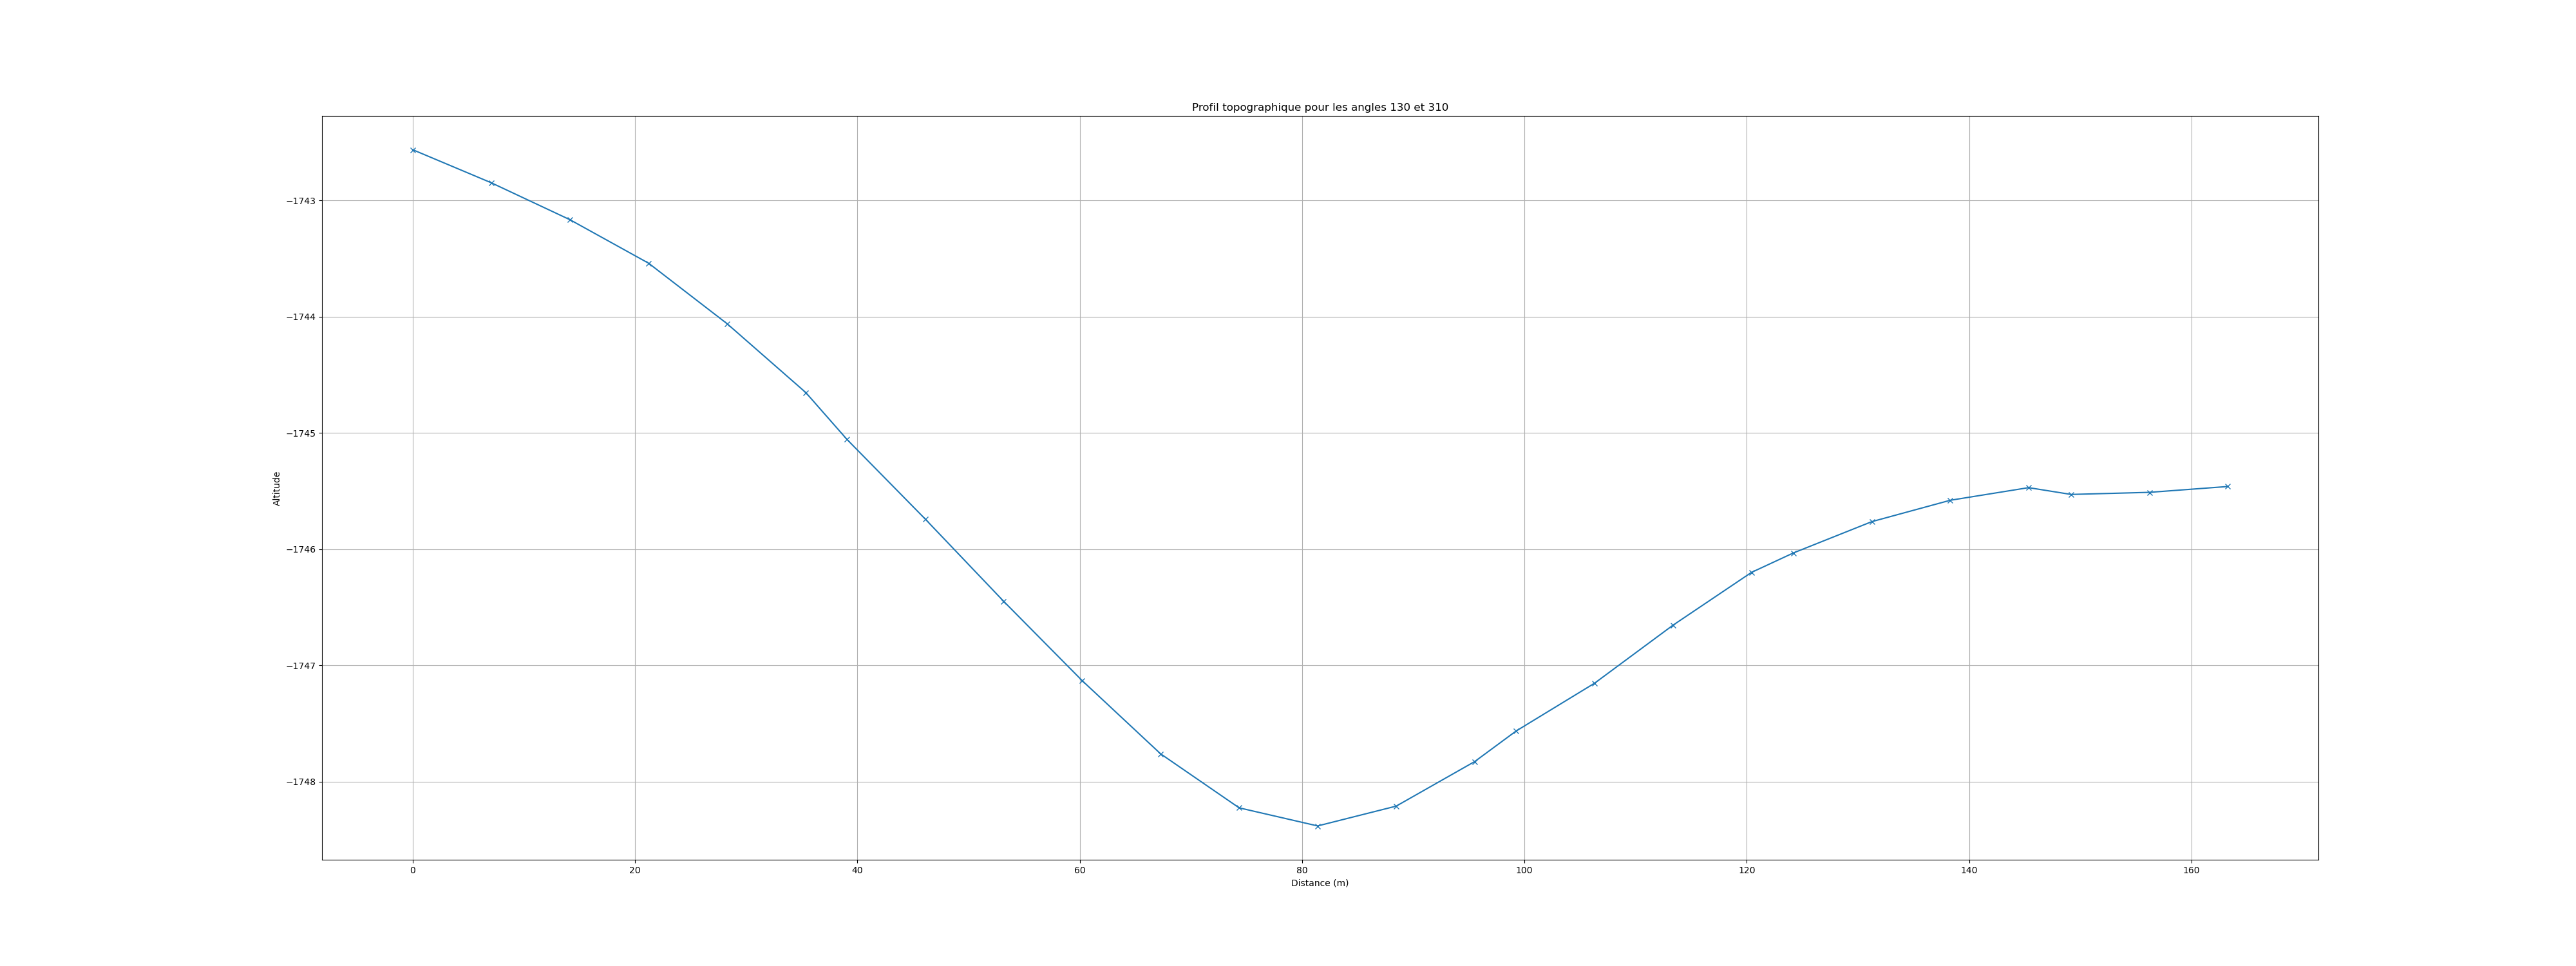 Profil topographique pour les angles 130 et 310
−1743
−1744
−1745
−1746
−1747
−1748
Altitude
0 20 40 60 80 100 120 140 160
Distance (m)